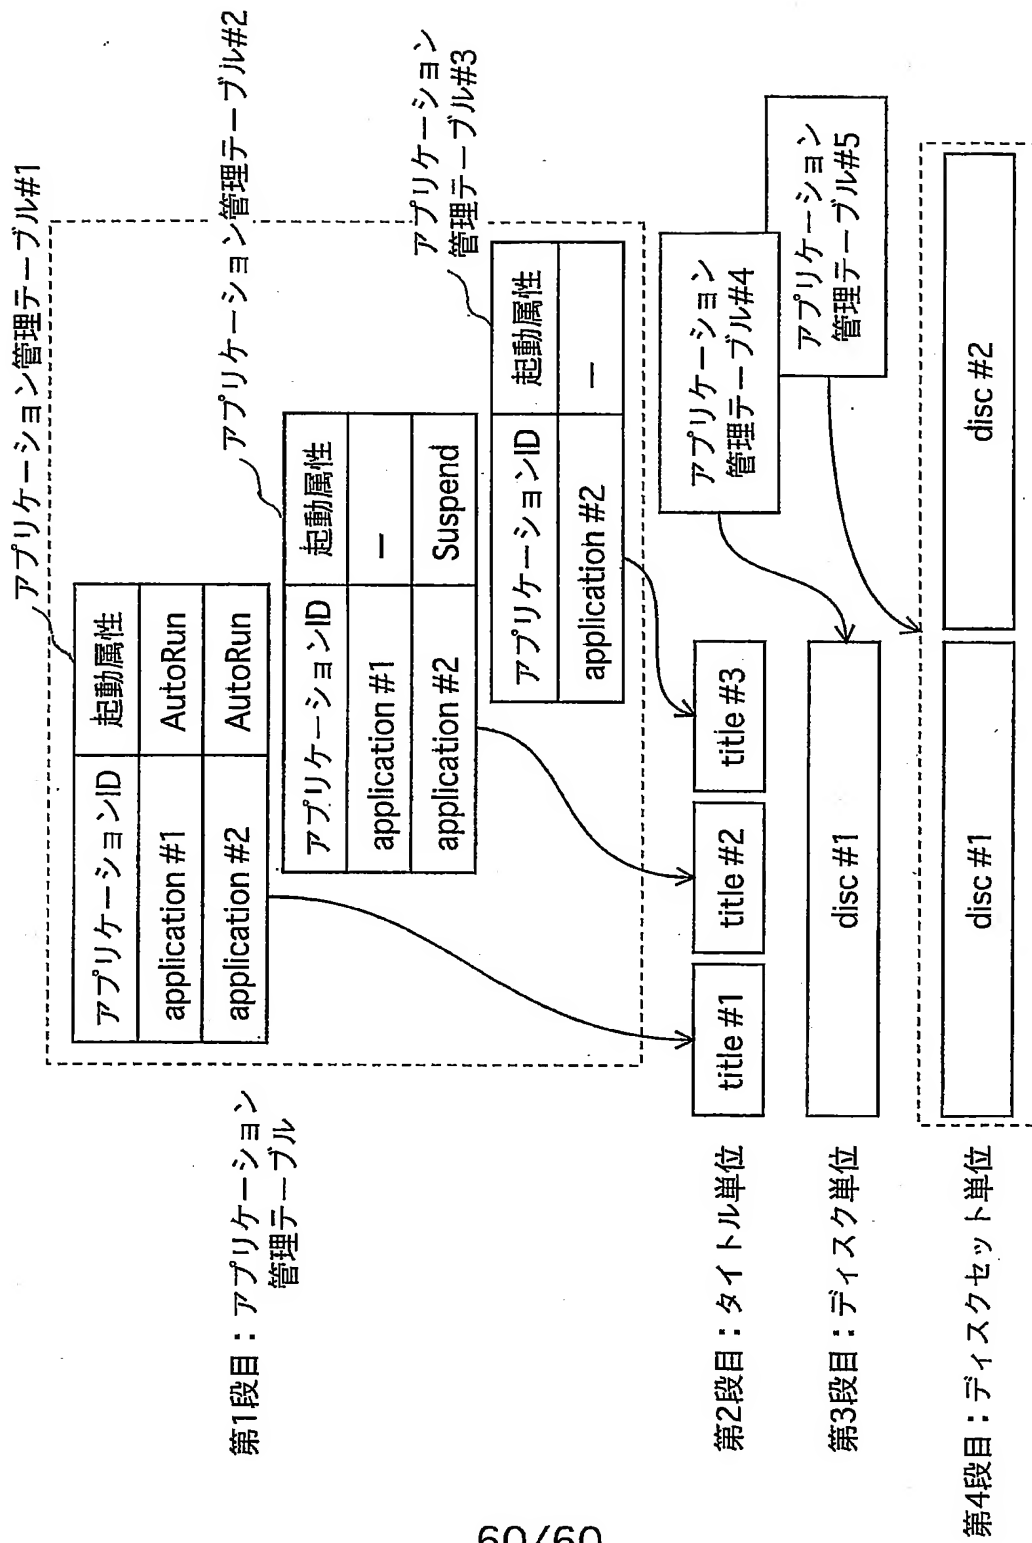 アプリケーション管理テーブル#1
アプリケーション管理テーブル#2
アプリケーション
管理テーブル#3
第1段目：アプリケーション
管理テーブル
アプリケーションID 起動属性
application #1 AutoRun
application #2 AutoRun
アプリケーションID 起動属性
application #1 ー
application #2 Suspend
アプリケーションID 起動属性
application #2 ー
第2段目：タイトル単位
title #1 title #2 title #3
アプリケーション
管理テーブル#4
アプリケーション
管理テーブル#5
第3段目：ディスク単位
disc #1
第4段目：ディスクセット単位
disc #1 disc #2
60/60